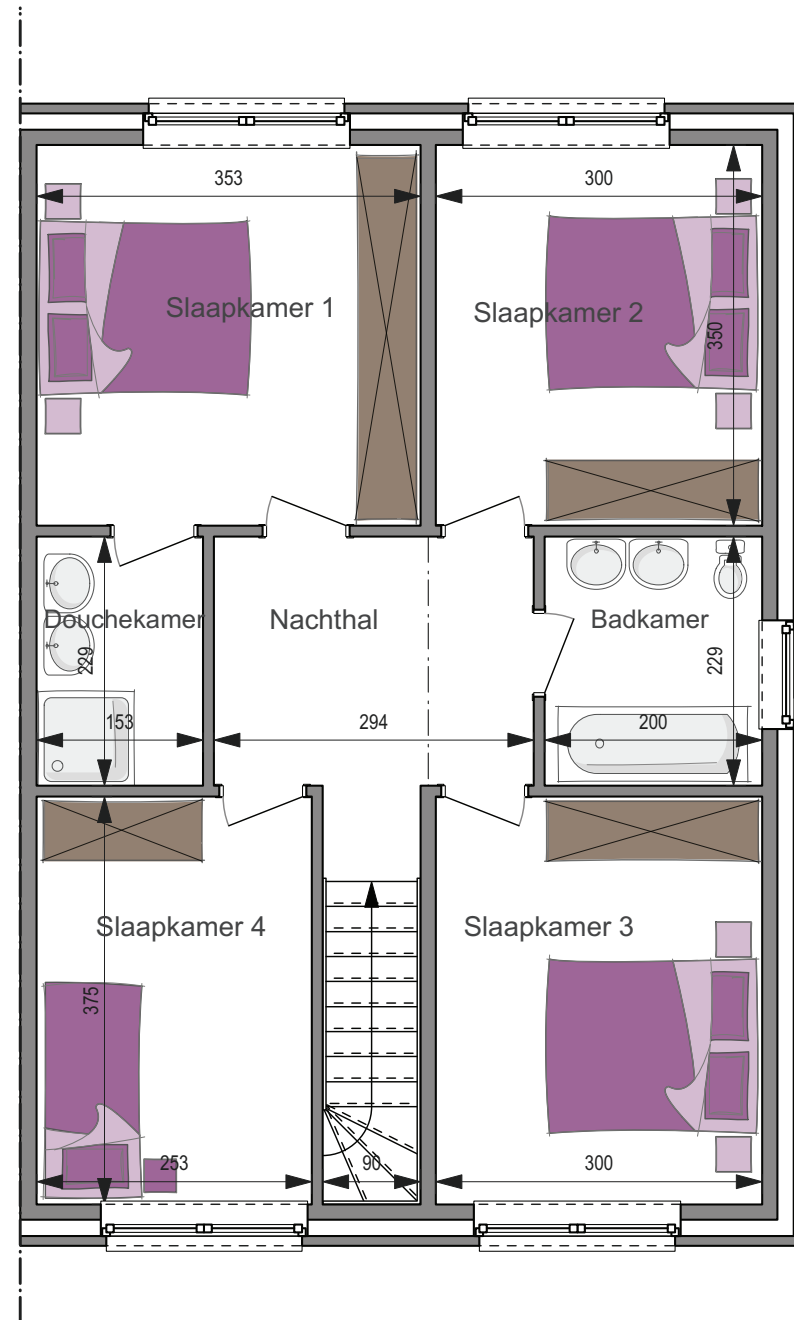 353
300
Slaapkamer 1
Slaapkamer 2
350
Douchekamer
Nachthal
Badkamer
229
229
153
294
200
Slaapkamer 4
Slaapkamer 3
375
253
90
300